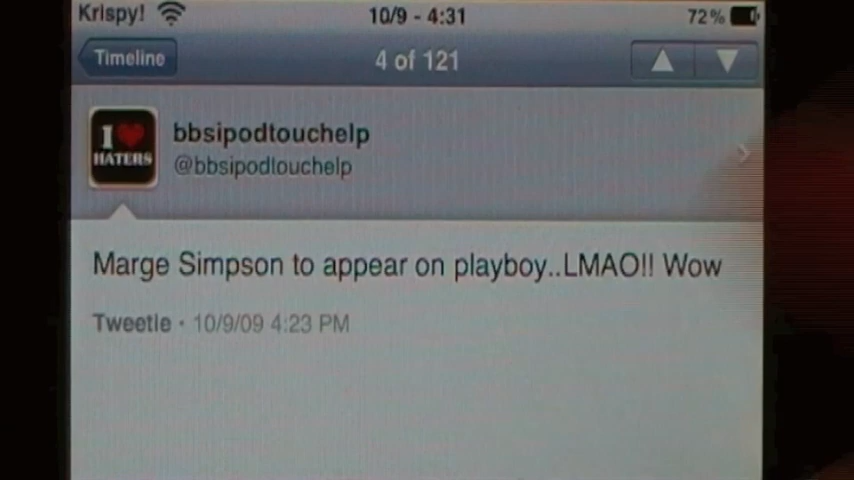 Krispy! 10/9 - 4:31 72%
Timeline 4 of 121
I
HATERS
bbsipodtouchelp
@bbsipodtouchelp
Marge Simpson to appear on playboy..LMAO!! Wow
Tweetie · 10/9/09 4:23 PM